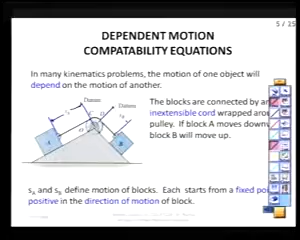 5 / 25
DEPENDENT MOTION
COMPATABILITY EQUATIONS
In many kinematics problems, the motion of one object will
depend on the motion of another.
Datum
Datum
The blocks are connected by an
inextensible cord wrapped around
pulley. If block A moves down
block B will move up.
A
B
sA and sB define motion of blocks. Each starts from a fixed
positive in the direction of motion of block.